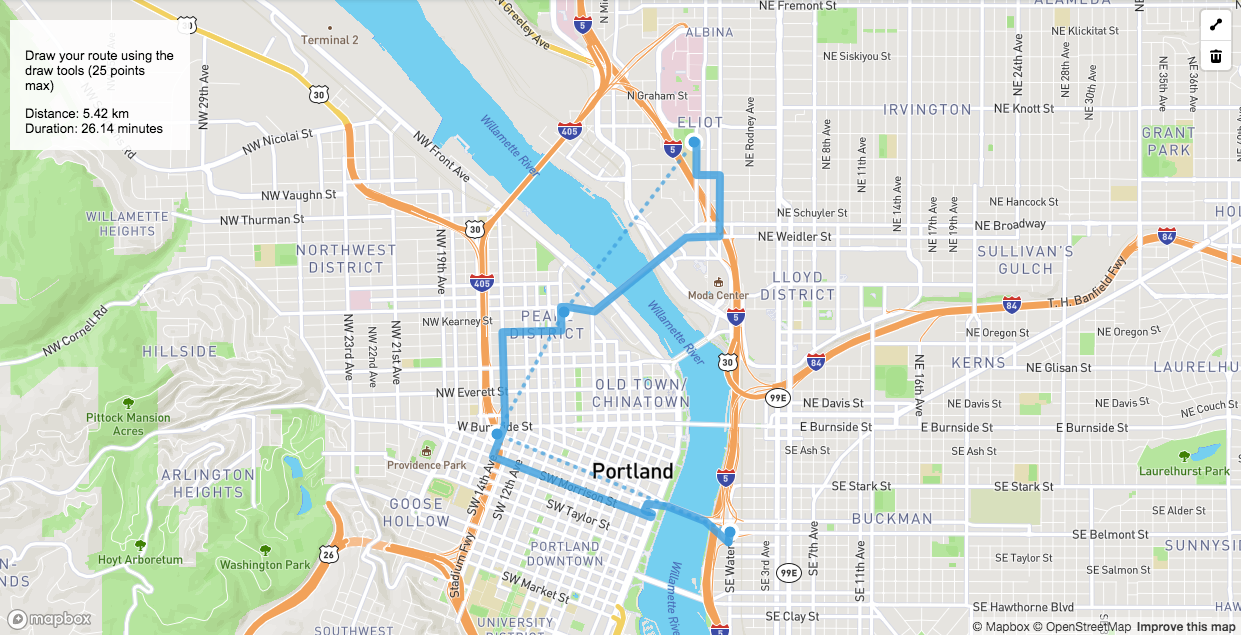 Draw your route using the
draw tools (25 points
max)
Distance: 5.42 km
Duration: 26.14 minutes
Terminal 2
N Greeley Ave
5
ALBINA
NE Fremont St
ALAMEDA
NE Klickitat St
NE Siskiyou St
NE 24th Ave
NE 28th Ave
NE 30th Ave
NE 35th Ave
NE 36th Ave
30
NW 29th Ave
N Graham St
IRVINGTON
NE Knott St
405
ELIOT
5
NE Rodney Ave
NE 8th Ave
NE 11th Ave
GRANT
PARK
NW Nicolai St
NW Front Ave
Willamette River
NW Vaughn St
NE 14th Ave
NE 17th Ave
NE 19th Ave
NE Hancock St
WILLAMETTE
HEIGHTS
NW Thurman St
30
NE Schuyler St
NE Broadway
NE Weidler St
84
NORTHWEST
DISTRICT
NW 19th Ave
SULLIVAN'S
GULCH
405
Moda Center
LLOYD
DISTRICT
T. H. Banfield Fwy
84
NW Cornell Rd
NW 23rd Ave
NW 22nd Ave
NW 21st Ave
NW Kearney St
DISTRICT
Willamette River
5
NE Oregon St
NE Oregon St
HILLSIDE
30
84
KERNS
NE Glisan St
NE 16th Ave
NW Everett St
OLD TOWN/
CHINATOWN
99E
NE Davis St
NE Davis St
NE Davis St
NE Couch St
Pittock Mansion
Acres
E Burnside St
E Burnside St
E Burnside St
Providence Park
SE Ash St
SE Ash St
ARLINGTON
HEIGHTS
Portland
Laurelhurst Park
SW 14th Ave
SW 12th Ave
SW Morrison St
5
SE Stark St
SE Stark St
GOOSE
HOLLOW
SW Taylor St
BUCKMAN
SE Alder St
SE Belmont St
26
PORTLAND
DOWNTOWN
Hoyt Arboretum
Washington Park
Stadium Fwy
SE 3rd Ave
SE 7th Ave
SE 11th Ave
SE Taylor St
SUNNYSIDE
SE Salmon St
99E
SW Market St
Willamette River
SE Hawthorne Blvd
SE Clay St
UNIVERSITY
SOUTHWEST
5
mapbox
© Mapbox © OpenStreetMap Improve this map